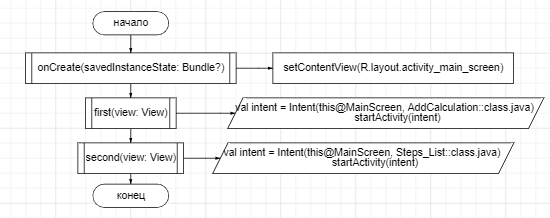 начало
onCreate(savedInstanceState: Bundle?)
setContentView(R.layout.activity_main_screen)
first(view: View)
val intent = Intent(this@MainScreen, AddCalculation::class.java)
startActivity(intent)
second(view: View)
val intent = Intent(this@MainScreen, Steps_List::class.java)
startActivity(intent)
конец